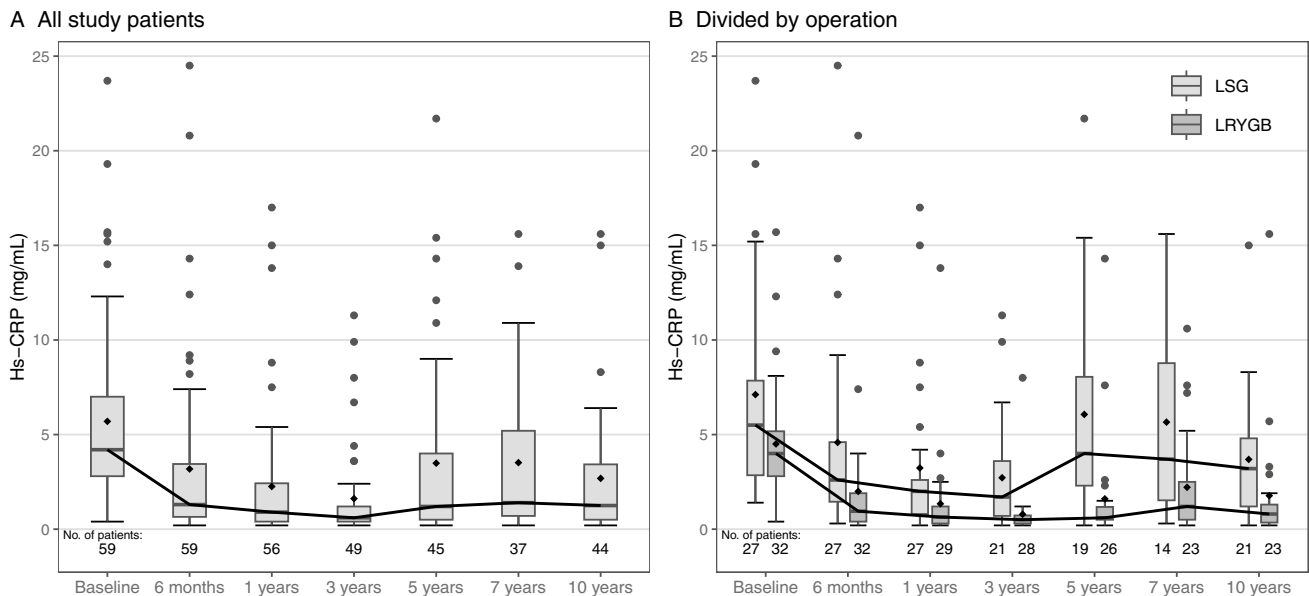 A All study patients
Hs−CRP (mg/mL)
25
20
15
10
5
0
No. of patients:
59 59 56 49 45 37 44
Baseline 6 months 1 years 3 years 5 years 7 years 10 years
B Divided by operation
Hs−CRP (mg/mL)
25
20
15
10
5
0
LSG
LRYGB
No. of patients:
27 32 27 32 27 29 21 28 19 26 14 23 21 23
Baseline 6 months 1 years 3 years 5 years 7 years 10 years